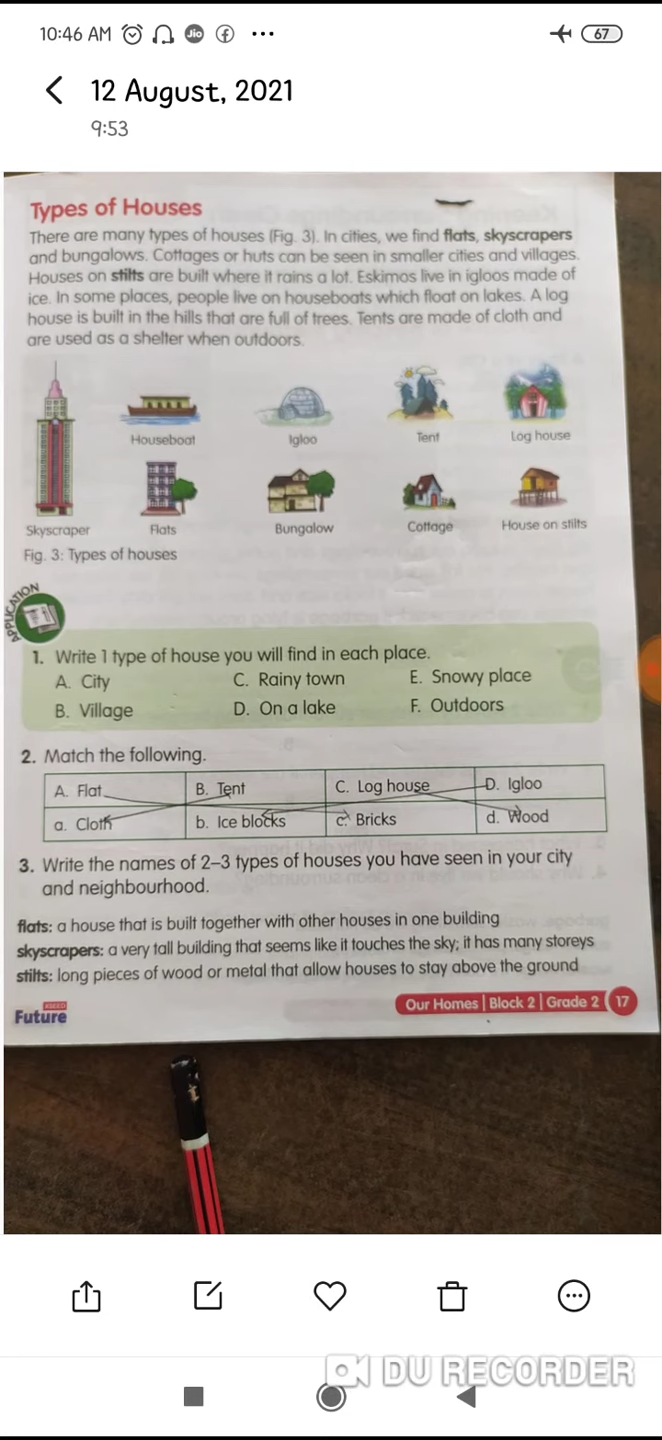 10:46 AM
67
12 August, 2021
9:53
Types of Houses
There are many types of houses (Fig. 3). In cities, we find flats, skyscrapers
and bungalows. Cottages or huts can be seen in smaller cities and villages.
Houses on stilts are built where it rains a lot. Eskimos live in igloos made of
ice. In some places, people live on houseboats which float on lakes. A log
house is built in the hills that are full of trees. Tents are made of cloth and
are used as a shelter when outdoors.
Houseboat Igloo Tent Log house
Skyscraper Flats Bungalow Cottage House on stilts
Fig. 3: Types of houses
APPLICATION
1. Write 1 type of house you will find in each place.
A. City C. Rainy town E. Snowy place
B. Village D. On a lake F. Outdoors
2. Match the following.
A. Flat B. Tent C. Log house D. Igloo
a. Cloth b. Ice blocks c. Bricks d. Wood
3. Write the names of 2–3 types of houses you have seen in your city
and neighbourhood.
flats: a house that is built together with other houses in one building
skyscrapers: a very tall building that seems like it touches the sky; it has many storeys
stilts: long pieces of wood or metal that allow houses to stay above the ground
XSEED
Future
Our Homes | Block 2 | Grade 2 17
DU RECORDER